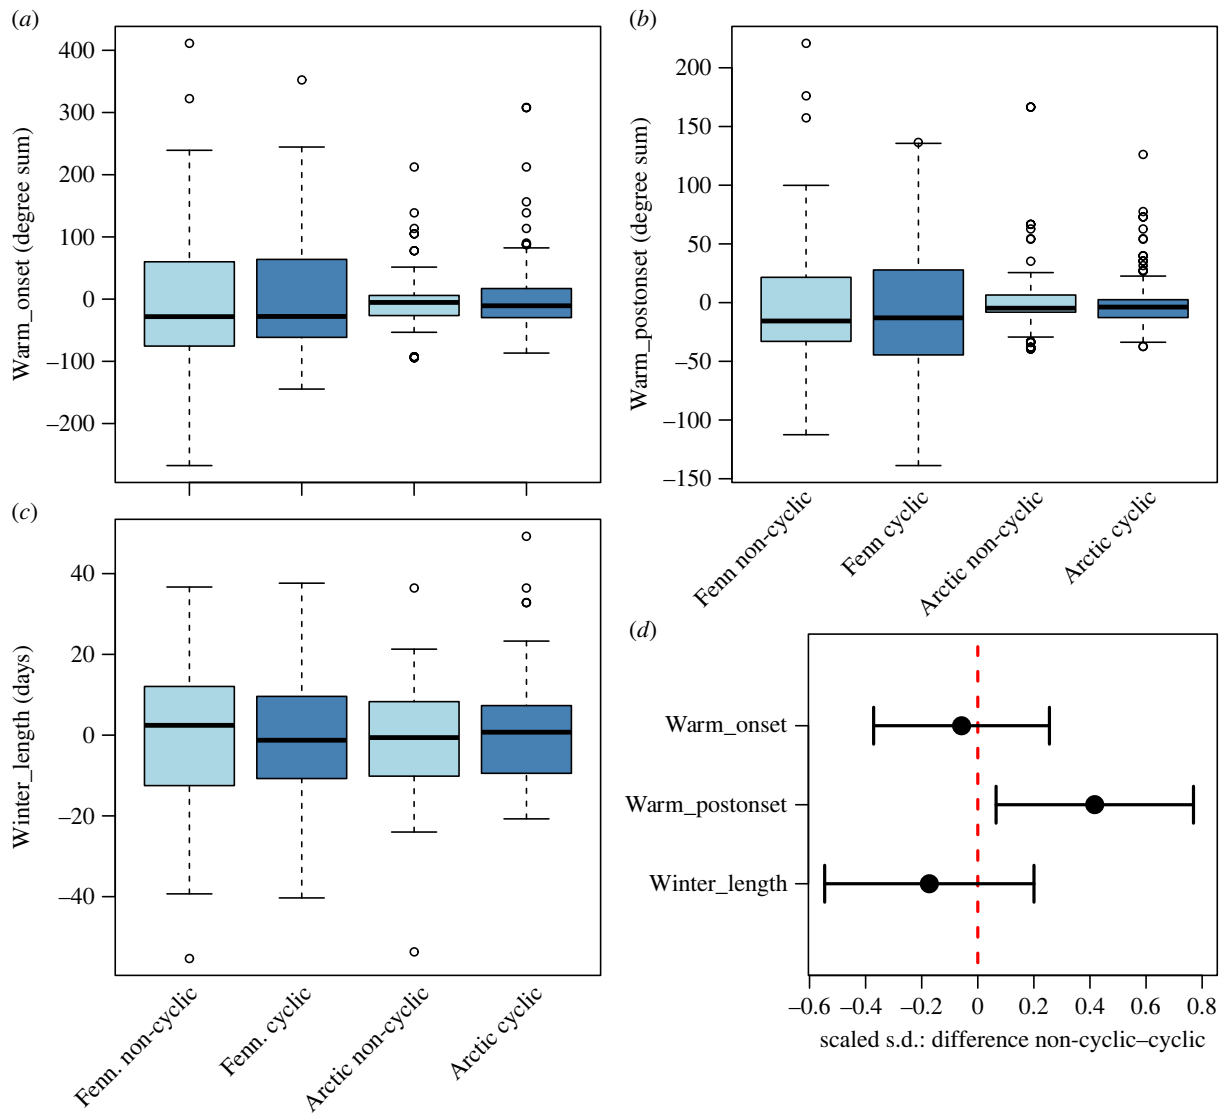 (a)
Warm_onset (degree sum)
400
300
200
100
0
–100
–200
(b)
Warm_postonset (degree sum)
200
150
100
50
0
–50
–100
–150
Fenn non-cyclic
Fenn cyclic
Arctic non-cyclic
Arctic cyclic
(c)
Winter_length (days)
40
20
0
–20
–40
Fenn. non-cyclic
Fenn. cyclic
Arctic non-cyclic
Arctic cyclic
(d)
Warm_onset
Warm_postonset
Winter_length
–0.6 –0.4 –0.2 0 0.2 0.4 0.6 0.8
scaled s.d.: difference non-cyclic–cyclic